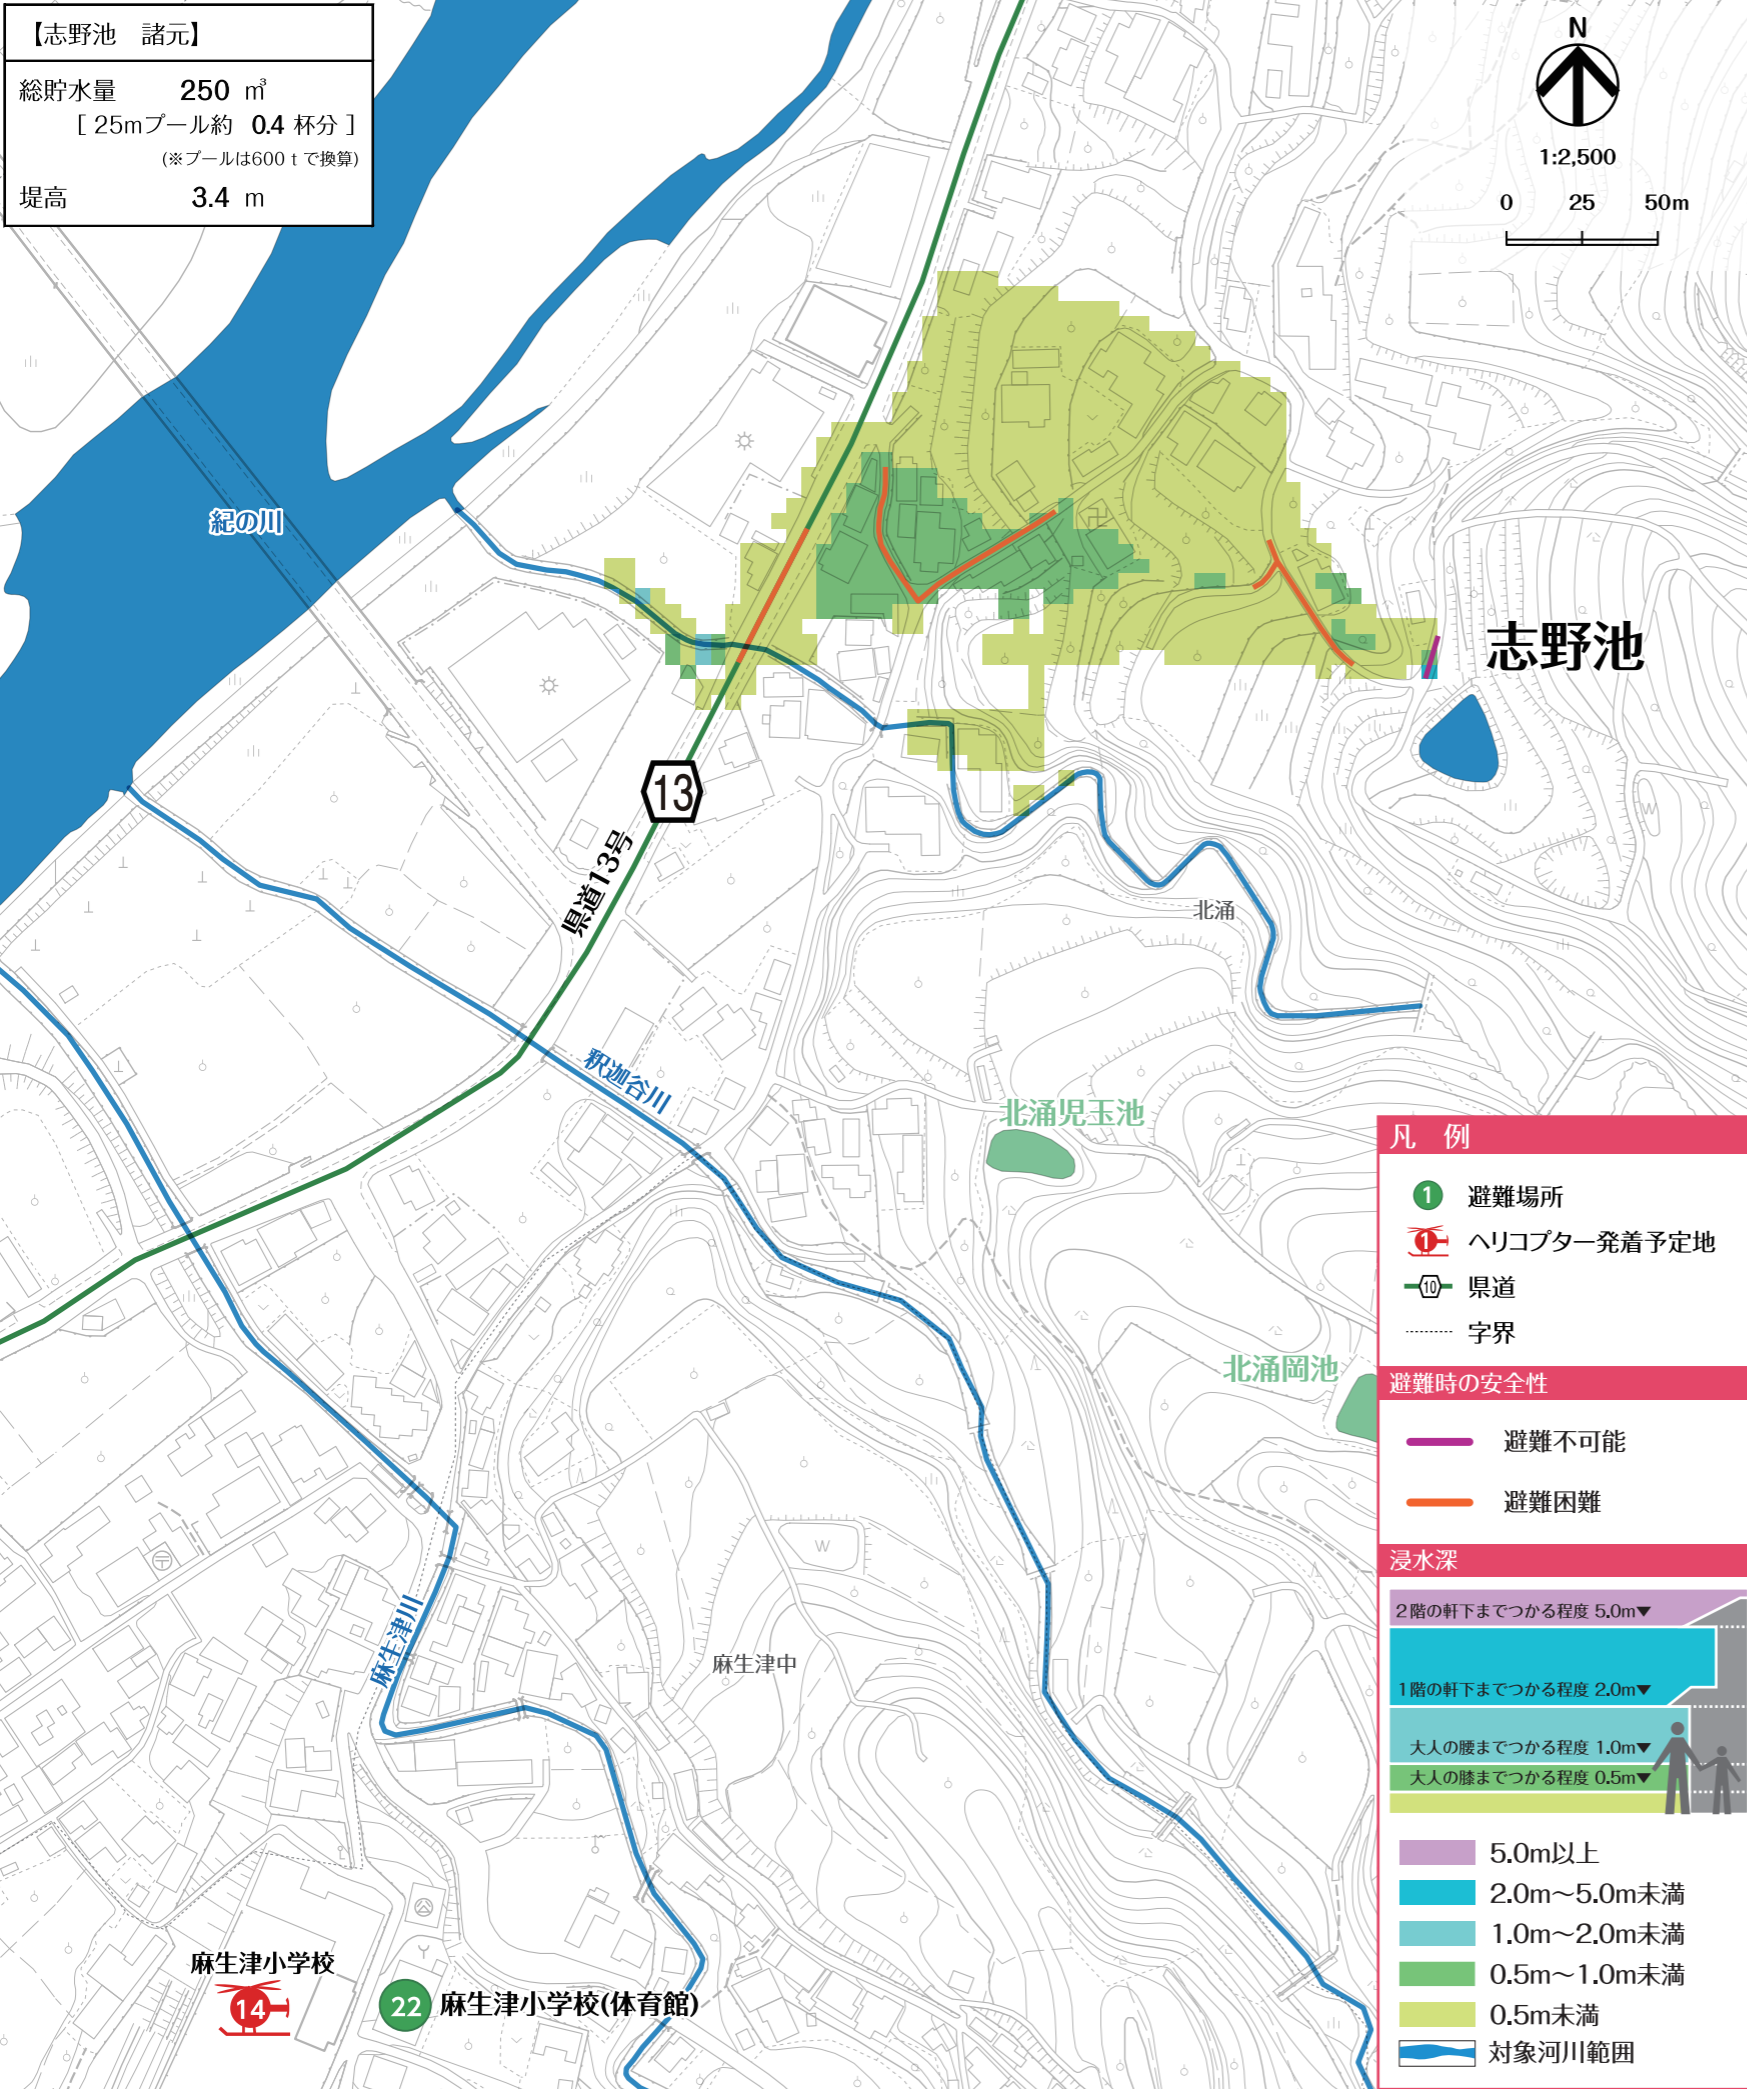 【志野池　諸元】
総貯水量　250 ㎥
[ 25mプール約 0.4 杯分 ]
(※プールは600 t で換算)
堤高　3.4 m
N
1:2,500
0 25 50m
紀の川
志野池
13
県道13号
北涌
釈迦谷川
北涌児玉池
北涌岡池
W
W
麻生津川
麻生津中
麻生津小学校
14
22 麻生津小学校(体育館)
凡　例
1 避難場所
1 ヘリコプター発着予定地
10 県道
字界
避難時の安全性
避難不可能
避難困難
浸水深
2階の軒下までつかる程度 5.0m▼
1階の軒下までつかる程度 2.0m▼
大人の腰までつかる程度 1.0m▼
大人の膝までつかる程度 0.5m▼
5.0m以上
2.0m～5.0m未満
1.0m～2.0m未満
0.5m～1.0m未満
0.5m未満
対象河川範囲